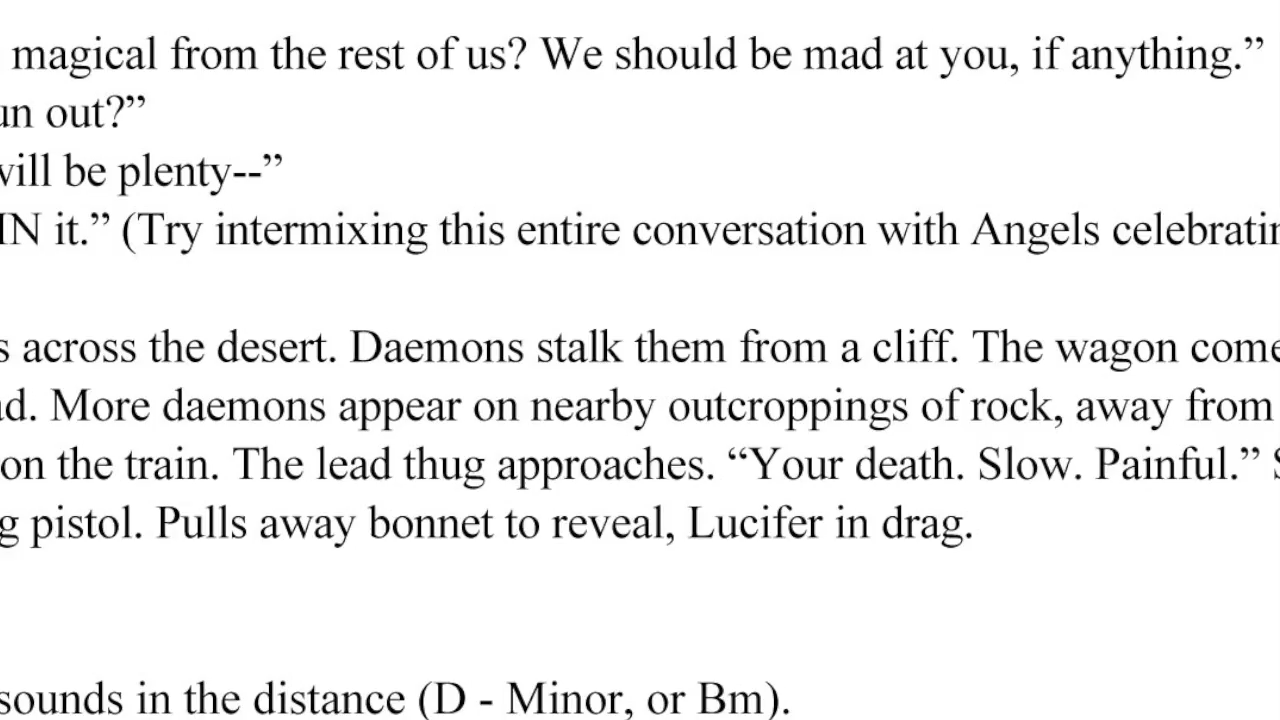 magical from the rest of us? We should be mad at you, if anything.”
un out?”
will be plenty--”
IN it.” (Try intermixing this entire conversation with Angels celebratin
s across the desert. Daemons stalk them from a cliff. The wagon come
ad. More daemons appear on nearby outcroppings of rock, away from
on the train. The lead thug approaches. “Your death. Slow. Painful.” S
g pistol. Pulls away bonnet to reveal, Lucifer in drag.
sounds in the distance (D - Minor, or Bm).